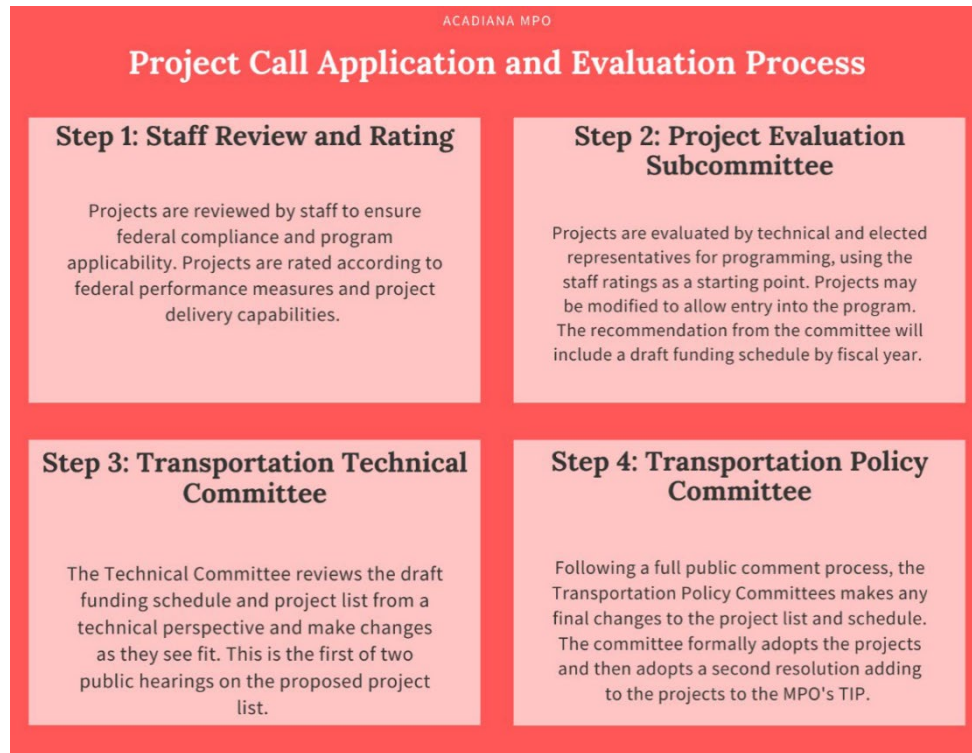 ACADIANA MPO
Project Call Application and Evaluation Process
Step 1: Staff Review and Rating
Projects are reviewed by staff to ensure
federal compliance and program
applicability. Projects are rated according to
federal performance measures and project
delivery capabilities.
Step 2: Project Evaluation
Subcommittee
Projects are evaluated by technical and elected
representatives for programming, using the
staff ratings as a starting point. Projects may
be modified to allow entry into the program.
The recommendation from the committee will
include a draft funding schedule by fiscal year.
Step 3: Transportation Technical
Committee
The Technical Committee reviews the draft
funding schedule and project list from a
technical perspective and make changes
as they see fit. This is the first of two
public hearings on the proposed project
list.
Step 4: Transportation Policy
Committee
Following a full public comment process, the
Transportation Policy Committees makes any
final changes to the project list and schedule.
The committee formally adopts the projects
and then adopts a second resolution adding
to the projects to the MPO's TIP.